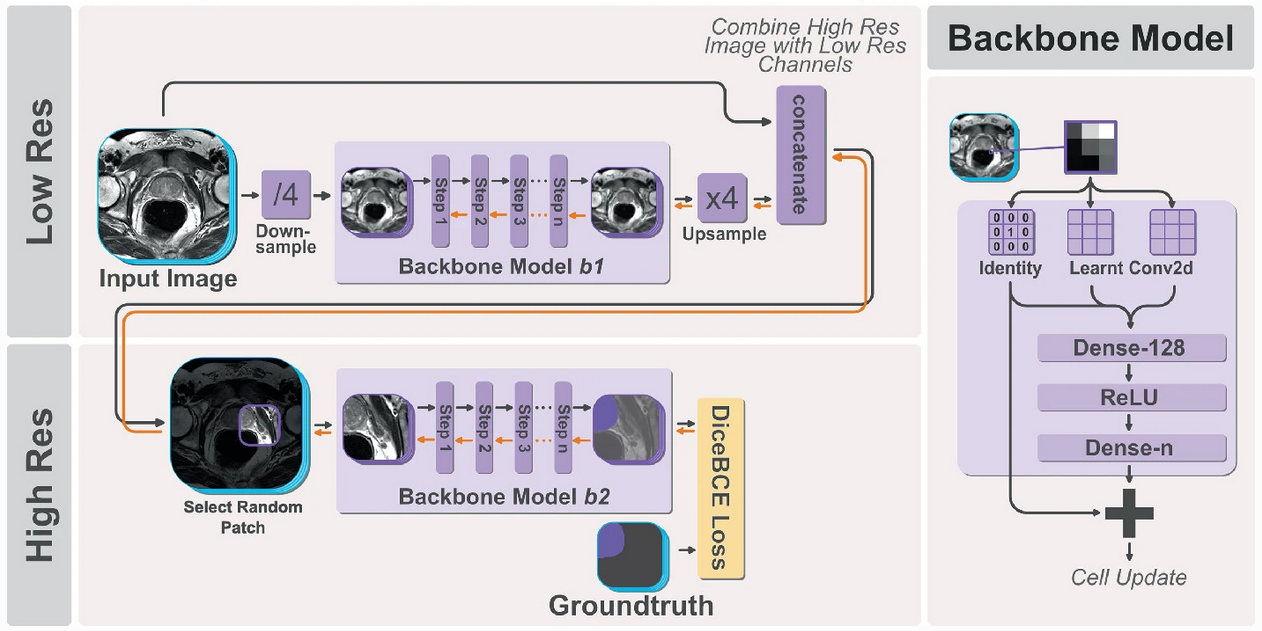 Low Res
Combine High Res
Image with Low Res
Channels
concatenate
Input Image
/4
Down-
sample
Step 1
Step 2
Step 3
Step n
Backbone Model b1
x4
Upsample
High Res
Select Random
Patch
Step 1
Step 2
Step 3
Step n
Backbone Model b2
DiceBCE Loss
Groundtruth
Backbone Model
0 0 0
0 1 0
0 0 0
Identity
Learnt Conv2d
Dense-128
ReLU
Dense-n
Cell Update